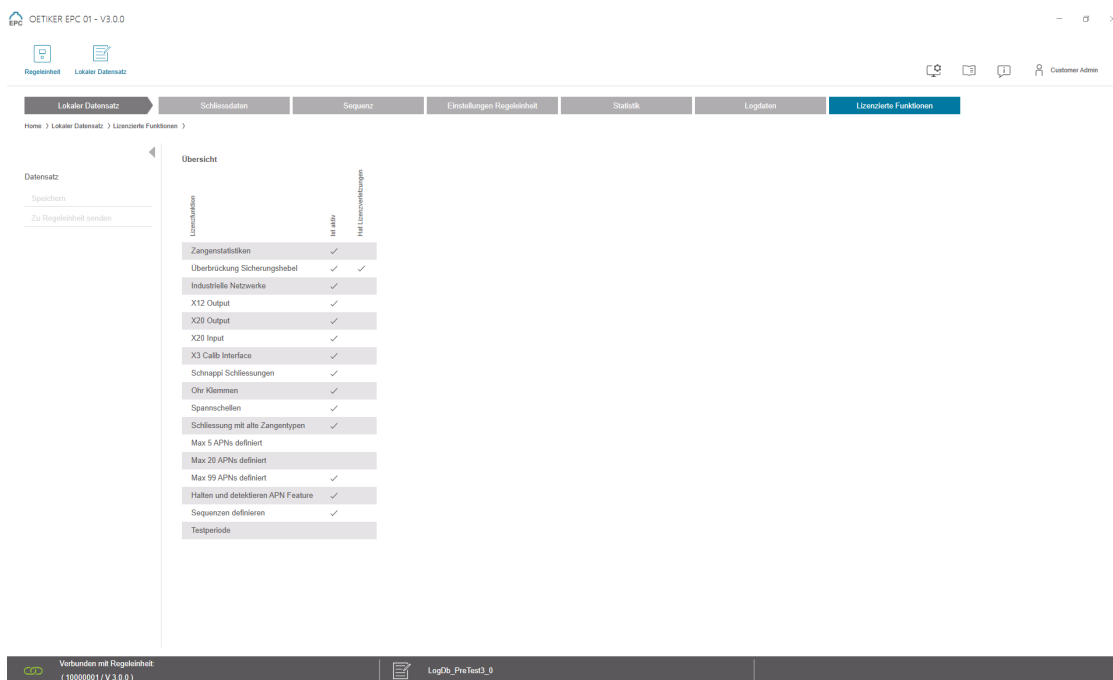 EPC OETIKER EPC 01 - V3.0.0
Regeleinheit Lokaler Datensatz
Customer Admin
Lokaler Datensatz Schliessdaten Sequenz Einstellungen Regeleinheit Statistik Logdaten Lizenzierte Funktionen
Home > Lokaler Datensatz > Lizenzierte Funktionen >
Datensatz
Speichern
Zu Regeleinheit senden
Übersicht
Lizenzfunktion
Ist aktiv
Hat Lizenzverletzungen
Zangenstatistiken
Überbrückung Sicherungshebel
Industrielle Netzwerke
X12 Output
X20 Output
X20 Input
X3 Calib Interface
Schnappi Schliessungen
Ohr Klemmen
Spannschellen
Schliessung mit alte Zangentypen
Max 5 APNs definiert
Max 20 APNs definiert
Max 99 APNs definiert
Halten und detektieren APN Feature
Sequenzen definieren
Testperiode
Verbunden mit Regeleinheit:
( 10000001 / V 3.0.0 )
LogDb_PreTest3_0